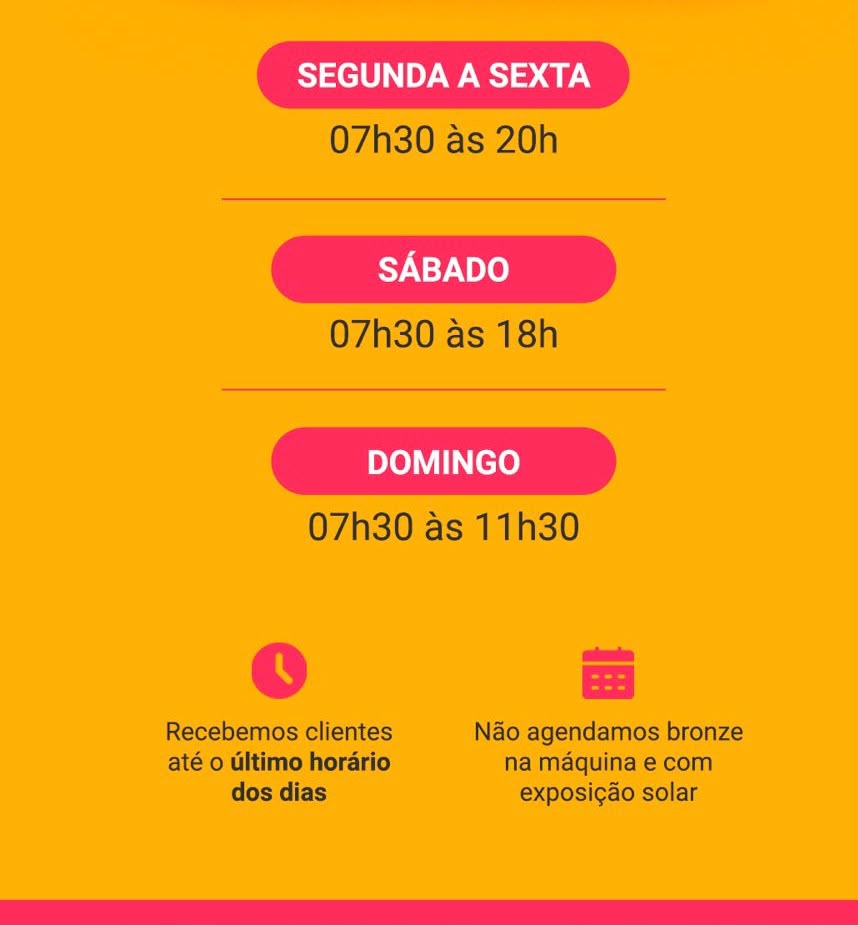 SEGUNDA A SEXTA
07h30 às 20h
SÁBADO
07h30 às 18h
DOMINGO
07h30 às 11h30
Recebemos clientes
até o último horário
dos dias
Não agendamos bronze
na máquina e com
exposição solar